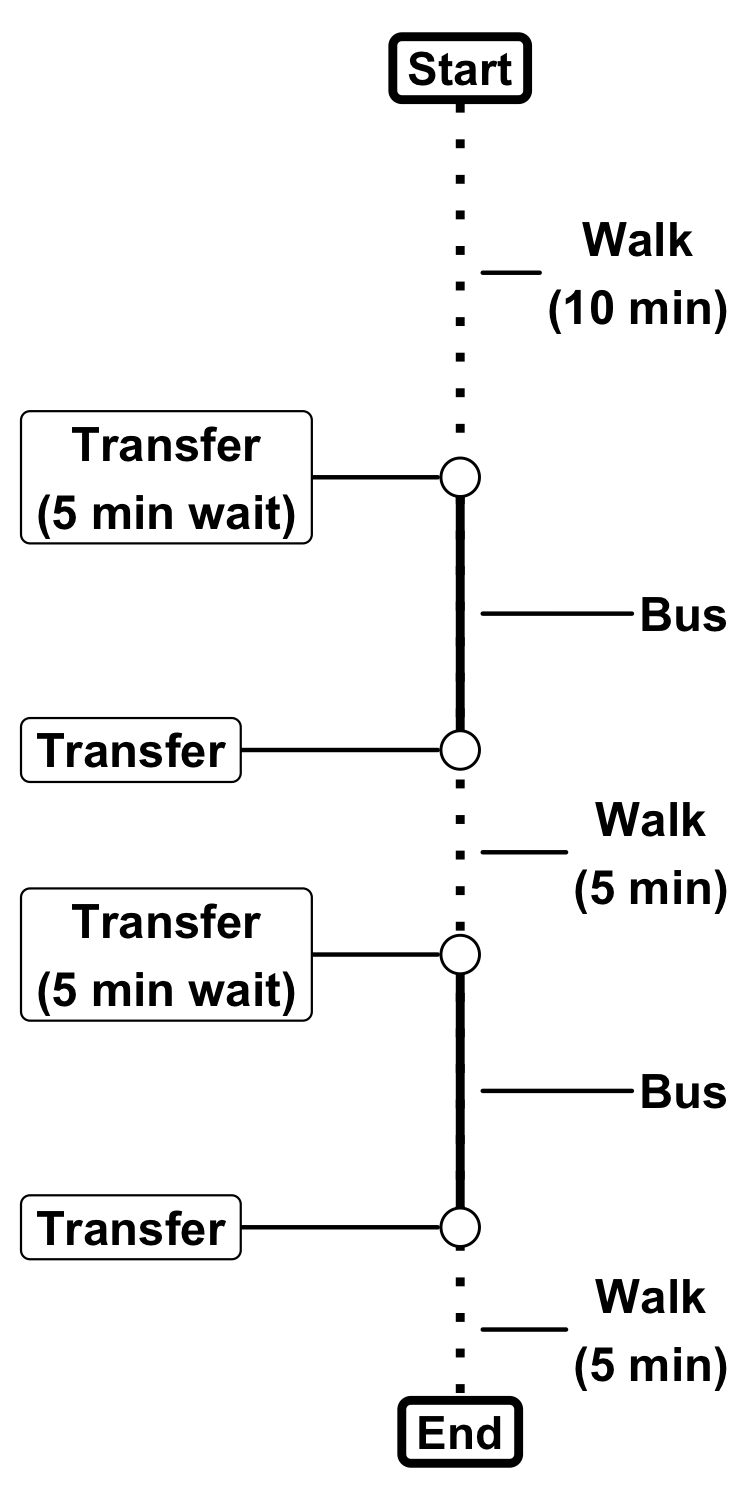 Start
Walk
(10 min)
Transfer
(5 min wait)
Bus
Transfer
Walk
(5 min)
Transfer
(5 min wait)
Bus
Transfer
Walk
(5 min)
End